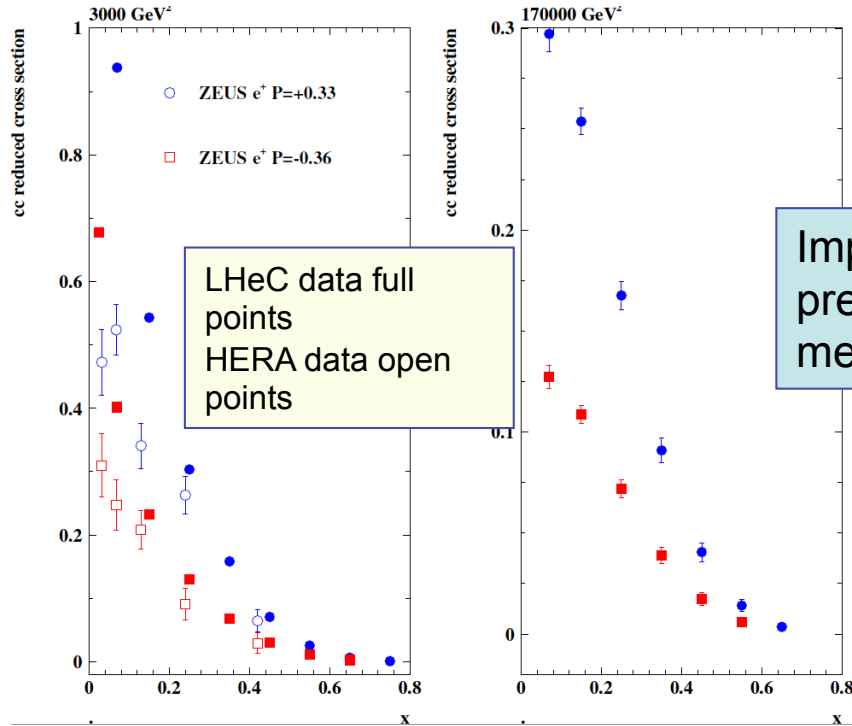 3000 GeV²
cc reduced cross section
1
0.8
0.6
0.4
0.2
0
ZEUS e⁺ P=+0.33
ZEUS e⁺ P=-0.36
LHeC data full
points
HERA data open
points
0 0.2 0.4 0.6 0.8
x
170000 GeV²
cc reduced cross section
0.3
0.2
0.1
0
0 0.2 0.4 0.6 0.8
x